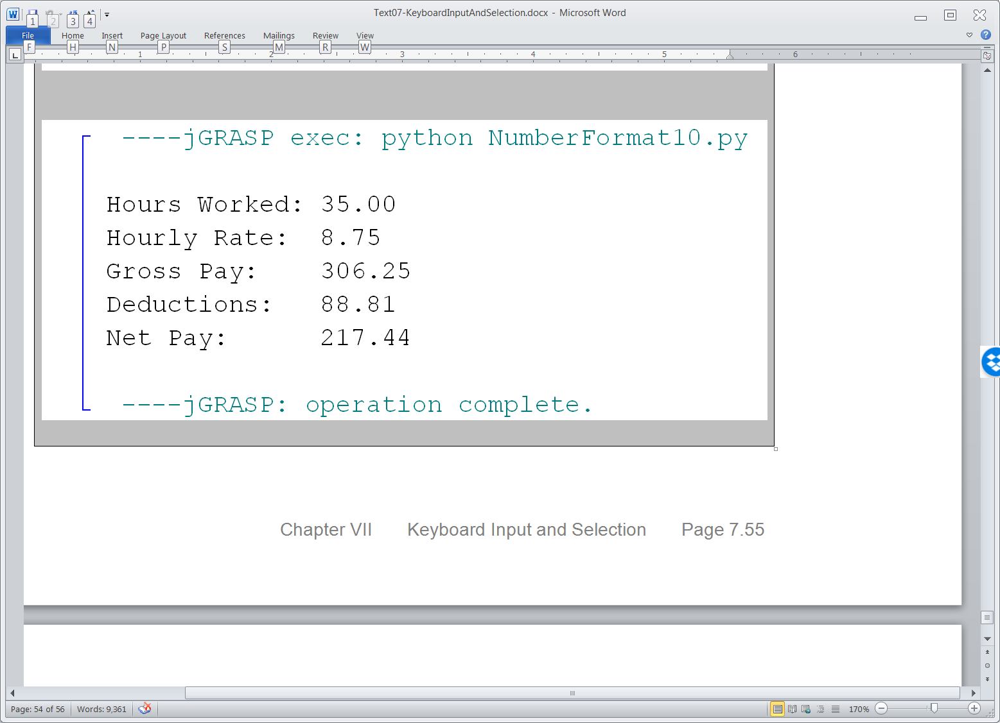 Text07-KeyboardInputAndSelection.docx - Microsoft Word
1 2 3 4
File Home Insert Page Layout References Mailings Review View
F H N P S M R W
1 2 3 4 5 6
----jGRASP exec: python NumberFormat10.py
Hours Worked: 35.00
Hourly Rate: 8.75
Gross Pay: 306.25
Deductions: 88.81
Net Pay: 217.44
----jGRASP: operation complete.
Chapter VII Keyboard Input and Selection Page 7.55
Page: 54 of 56 Words: 9,361 170%